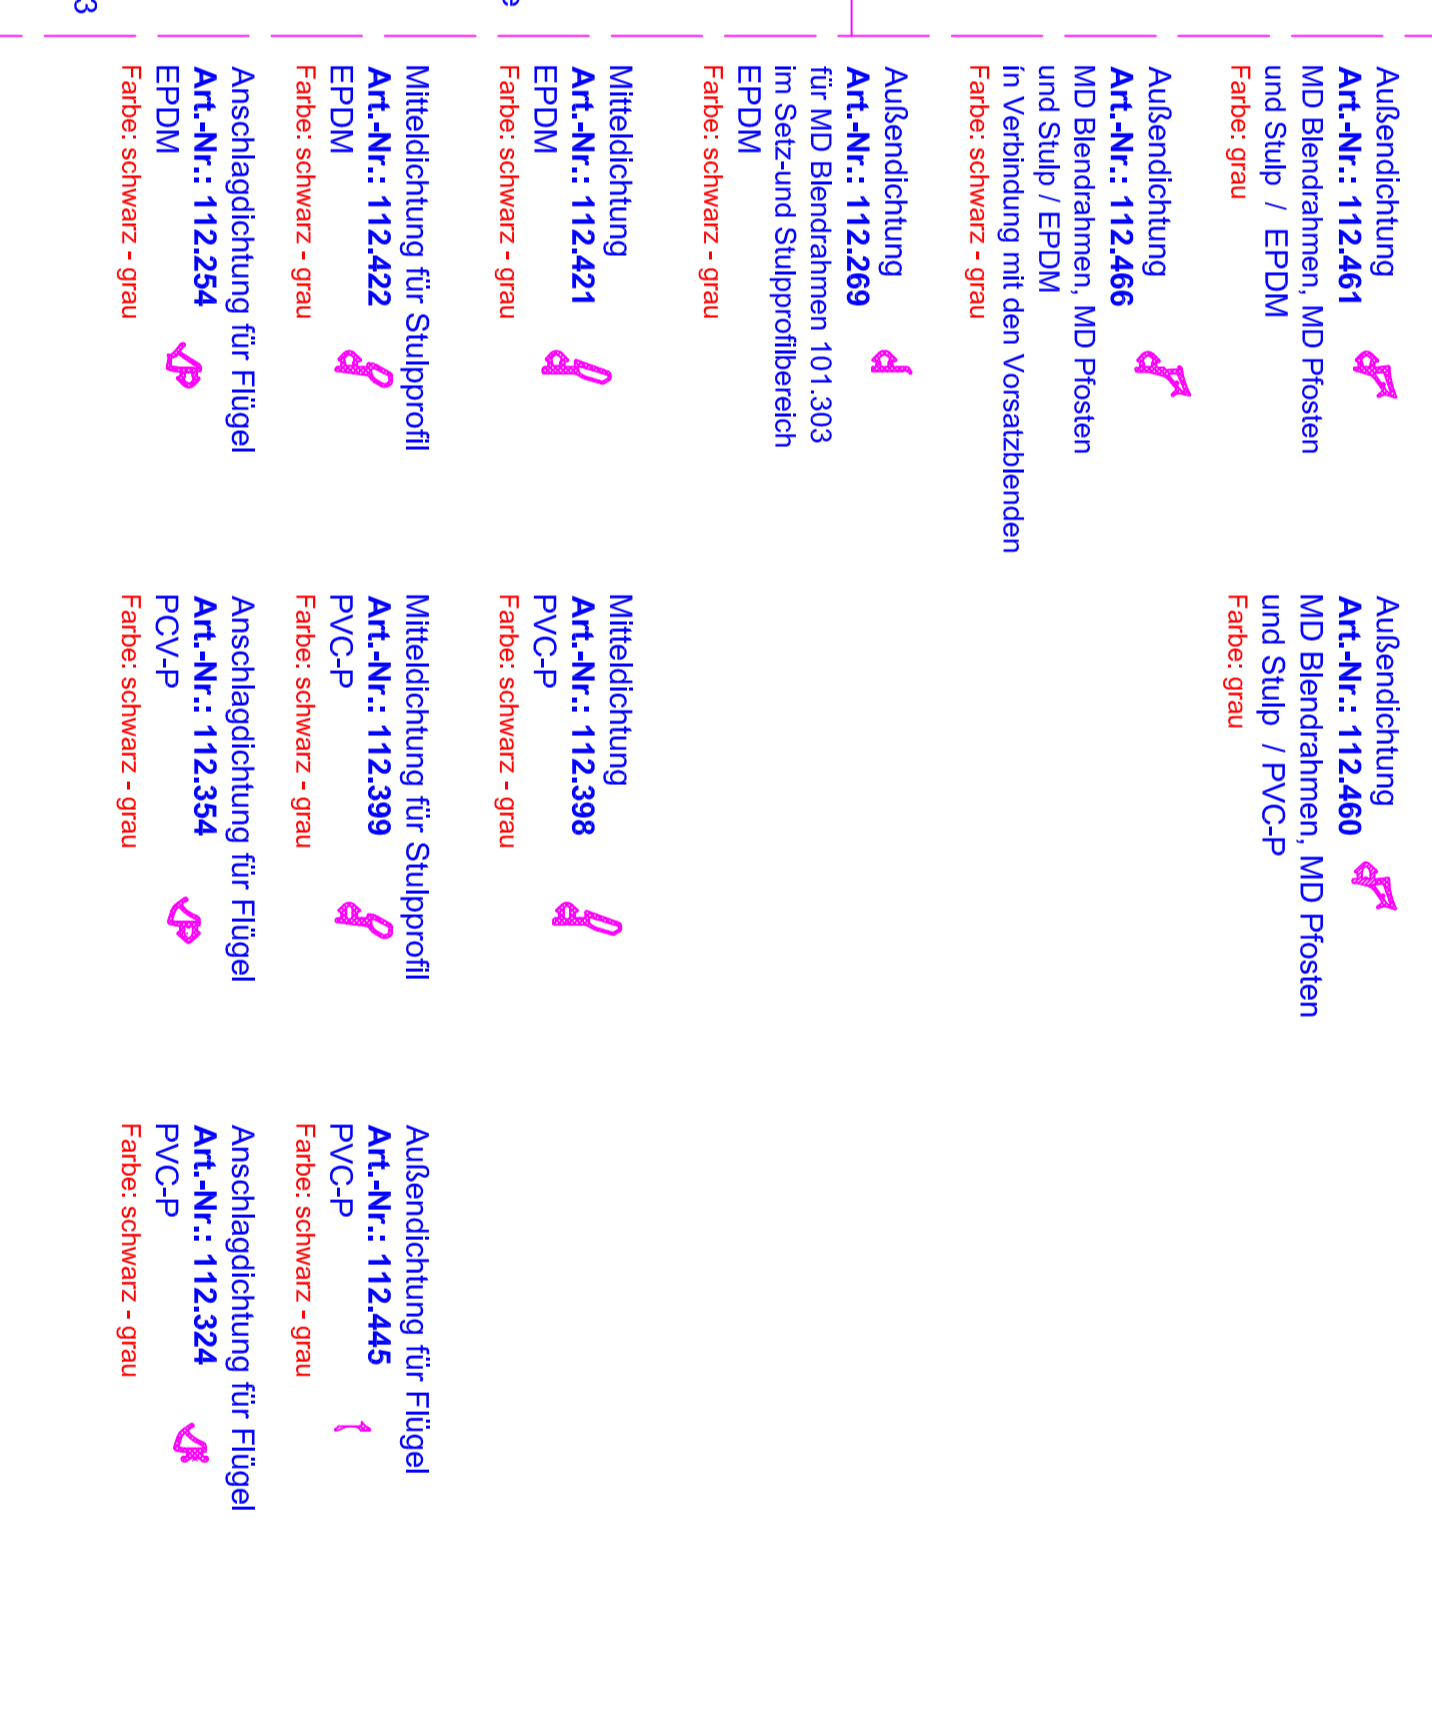 Außendichtung
Art.-Nr.: 112.461
MD Blendrahmen, MD Pfosten
und Stulp / EPDM
Farbe: grau
Außendichtung
Art.-Nr.: 112.460
MD Blendrahmen, MD Pfosten
und Stulp / PVC-P
Farbe: grau
Außendichtung
Art.-Nr.: 112.466
MD Blendrahmen, MD Pfosten
und Stulp / EPDM
in Verbindung mit den Vorsatzblenden
Farbe: schwarz - grau
Außendichtung
Art.-Nr.: 112.269
für MD Blendrahmen 101.303
im Setz-und Stulpprofilbereich
EPDM
Farbe: schwarz - grau
Mitteldichtung
Art.-Nr.: 112.421
EPDM
Farbe: schwarz - grau
Mitteldichtung
Art.-Nr.: 112.398
PVC-P
Farbe: schwarz - grau
Mitteldichtung für Stulpprofil
Art.-Nr.: 112.422
EPDM
Farbe: schwarz - grau
Mitteldichtung für Stulpprofil
Art.-Nr.: 112.399
PVC-P
Farbe: schwarz - grau
Außendichtung für Flügel
Art.-Nr.: 112.445
PVC-P
Farbe: schwarz - grau
Anschlagdichtung für Flügel
Art.-Nr.: 112.254
EPDM
Farbe: schwarz - grau
Anschlagdichtung für Flügel
Art.-Nr.: 112.354
PCV-P
Farbe: schwarz - grau
Anschlagdichtung für Flügel
Art.-Nr.: 112.324
PVC-P
Farbe: schwarz - grau
3